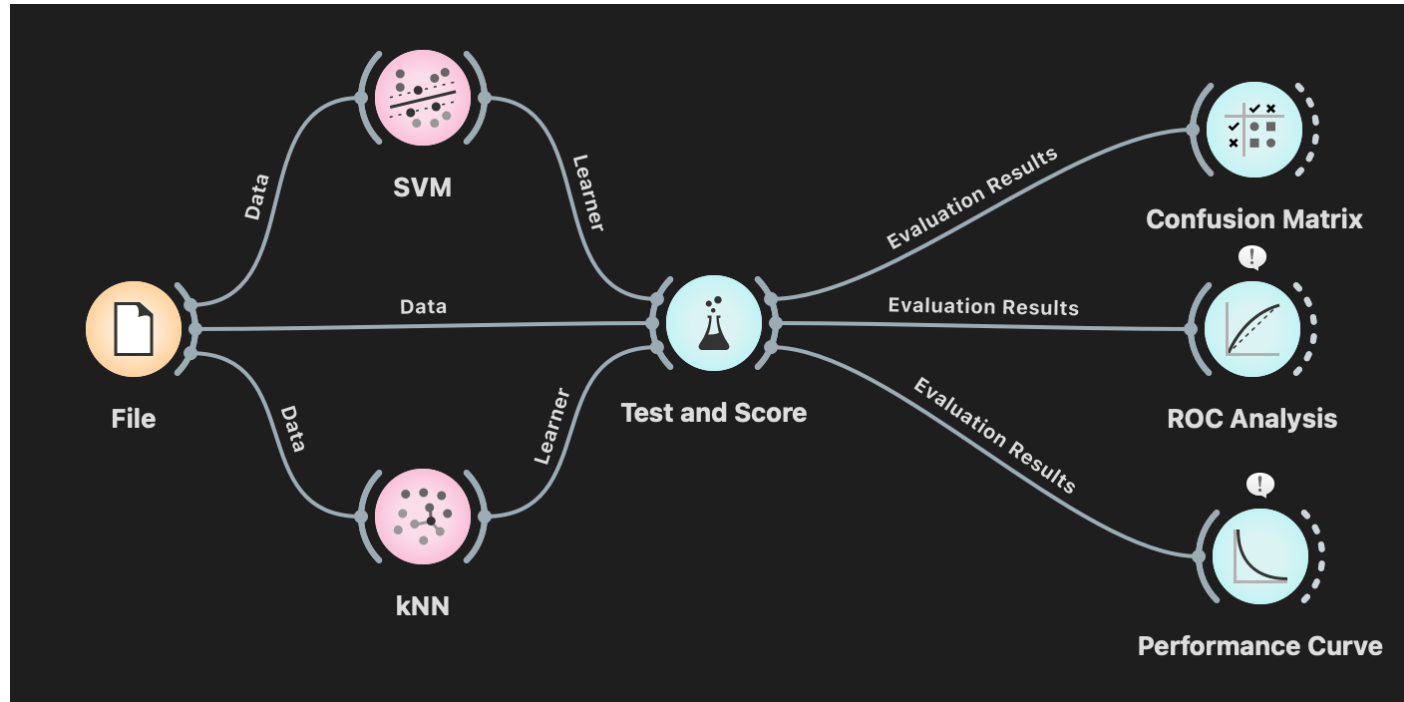 Data
SVM
Learner
Evaluation Results
Confusion Matrix
!
File
Data
Test and Score
Evaluation Results
ROC Analysis
Data
kNN
Learner
Evaluation Results
!
Performance Curve